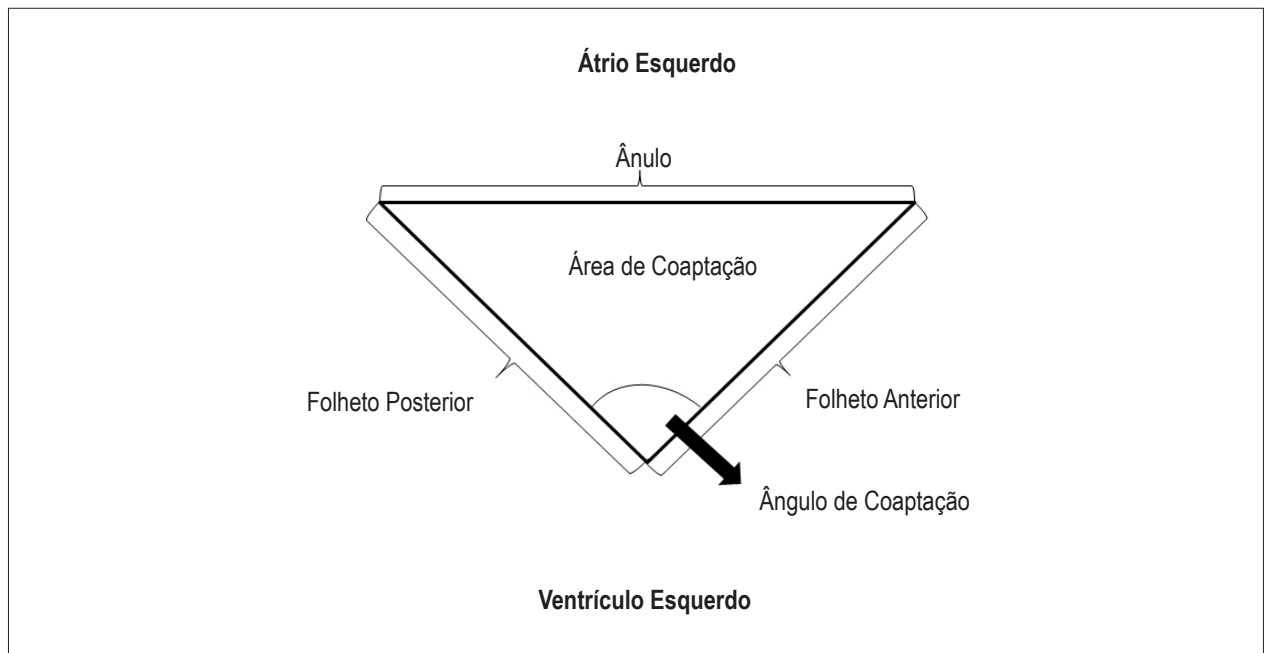 Átrio Esquerdo
Ânulo
Área de Coaptação
Folheto Posterior
Folheto Anterior
Ângulo de Coaptação
Ventrículo Esquerdo